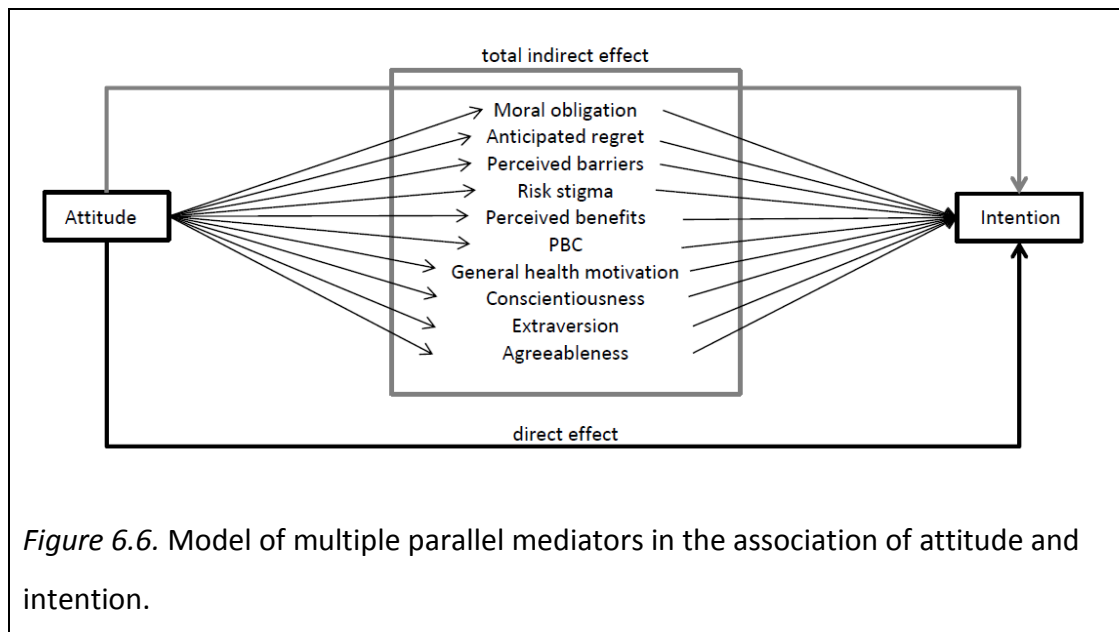 total indirect effect
Moral obligation
Anticipated regret
Perceived barriers
Risk stigma
Attitude
Perceived benefits
Intention
PBC
General health motivation
Conscientiousness
Extraversion
Agreeableness
direct effect
Figure 6.6. Model of multiple parallel mediators in the association of attitude and
intention.